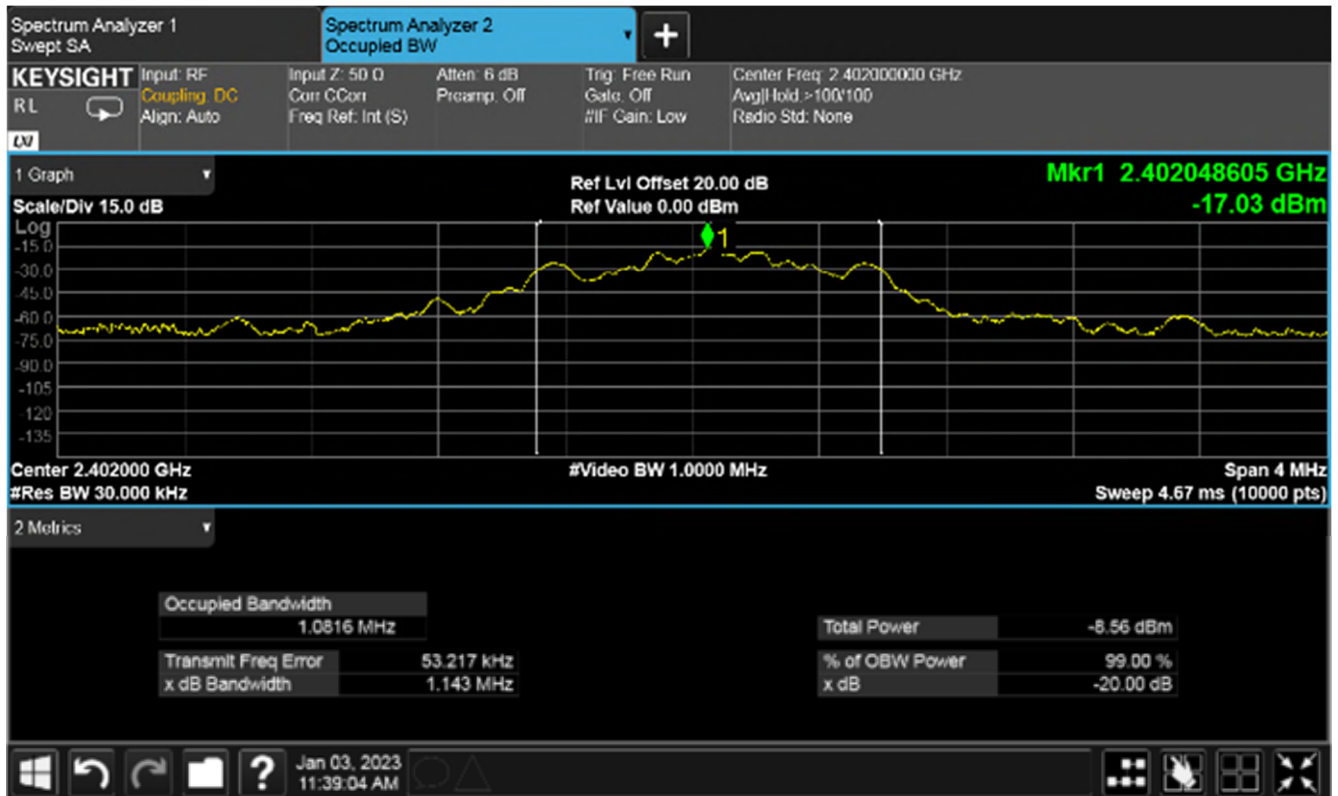 Spectrum Analyzer 1
Swept SA
Spectrum Analyzer 2
Occupied BW
+
KEYSIGHT
RL
LXI
Input: RF
Coupling: DC
Align: Auto
Input Z: 50 Ω
Corr CCorr
Freq Ref: Int (S)
Atten: 6 dB
Preamp: Off
Trig: Free Run
Gate: Off
#IF Gain: Low
Center Freq: 2.402000000 GHz
Avg|Hold:>100/100
Radio Std: None
1 Graph
Scale/Div 15.0 dB
Ref Lvl Offset 20.00 dB
Ref Value 0.00 dBm
Mkr1 2.402048605 GHz
-17.03 dBm
Log
-15.0
-30.0
-45.0
-60.0
-75.0
-90.0
-105
-120
-135
1
Center 2.402000 GHz
#Res BW 30.000 kHz
#Video BW 1.0000 MHz
Span 4 MHz
Sweep 4.67 ms (10000 pts)
2 Metrics
Occupied Bandwidth
1.0816 MHz
Transmit Freq Error 53.217 kHz
x dB Bandwidth 1.143 MHz
Total Power -8.56 dBm
% of OBW Power 99.00 %
x dB -20.00 dB
?
Jan 03, 2023
11:39:04 AM